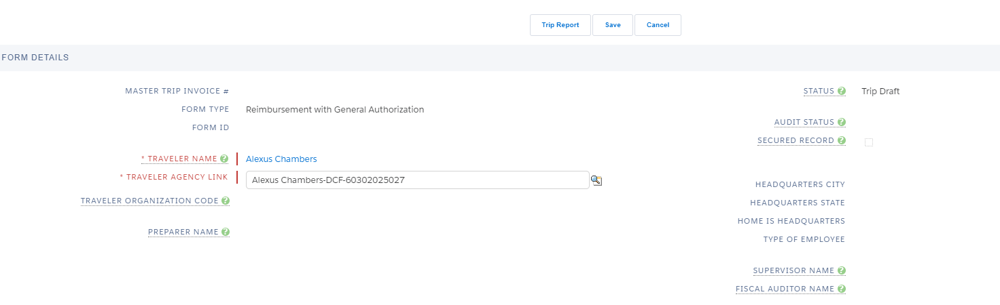 Trip Report Save Cancel
FORM DETAILS
MASTER TRIP INVOICE #
STATUS ? Trip Draft
FORM TYPE Reimbursement with General Authorization
FORM ID
AUDIT STATUS ?
SECURED RECORD ?
* TRAVELER NAME ? Alexus Chambers
* TRAVELER AGENCY LINK Alexus Chambers-DCF-60302025027
HEADQUARTERS CITY
TRAVELER ORGANIZATION CODE ?
HEADQUARTERS STATE
HOME IS HEADQUARTERS
PREPARER NAME ?
TYPE OF EMPLOYEE
SUPERVISOR NAME ?
FISCAL AUDITOR NAME ?